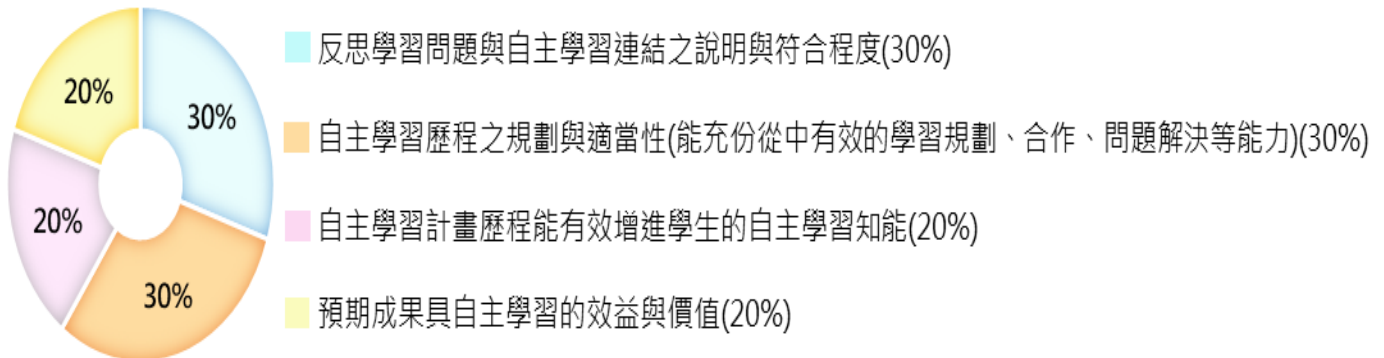 30%
30%
20%
20%
反思學習問題與自主學習連結之說明與符合程度(30%)
自主學習歷程之規劃與適當性(能充份從中有效的學習規劃、合作、問題解決等能力)(30%)
自主學習計畫歷程能有效增進學生的自主學習知能(20%)
預期成果具自主學習的效益與價值(20%)